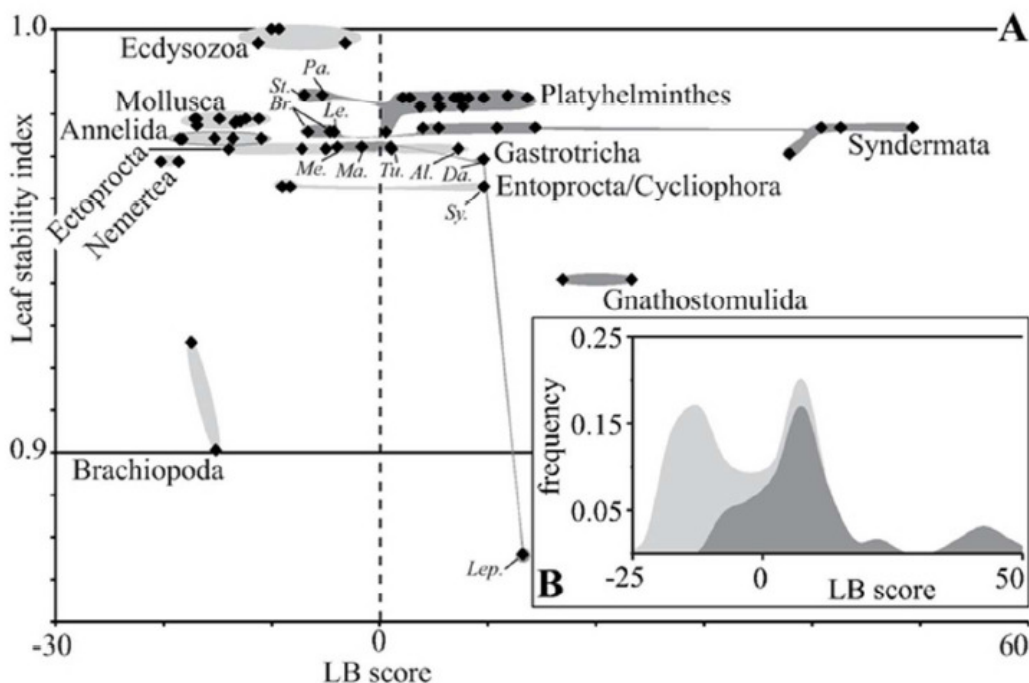 1.0
A
Ecdysozoa
Pa.
St.
Br.
Le.
Platyhelminthes
Mollusca
Annelida
Syndermata
Gastrotricha
Me. Ma. Tu. Al. Da.
Ectoprocta
Entoprocta/Cycliophora
Nemertea
Sy.
Leaf stability index
Gnathostomulida
0.25
0.15
0.05
frequency
0.9
Brachiopoda
Lep.
B
-25 0 50
LB score
-30 0 60
LB score